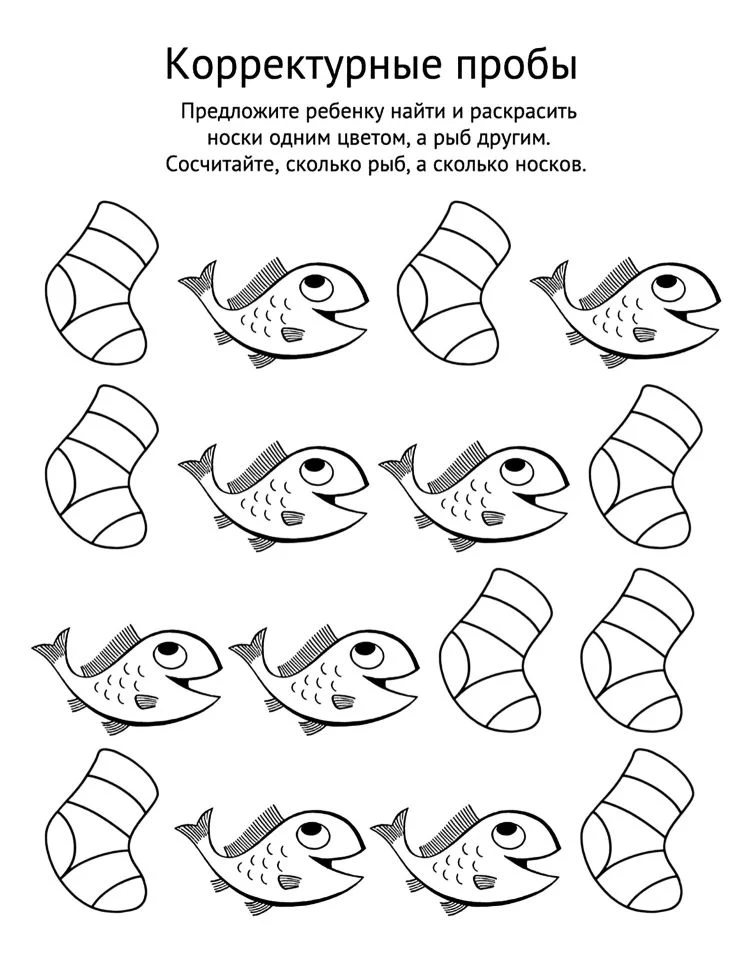 Корректурные пробы
Предложите ребенку найти и раскрасить
носки одним цветом, а рыб другим.
Сосчитайте, сколько рыб, а сколько носков.